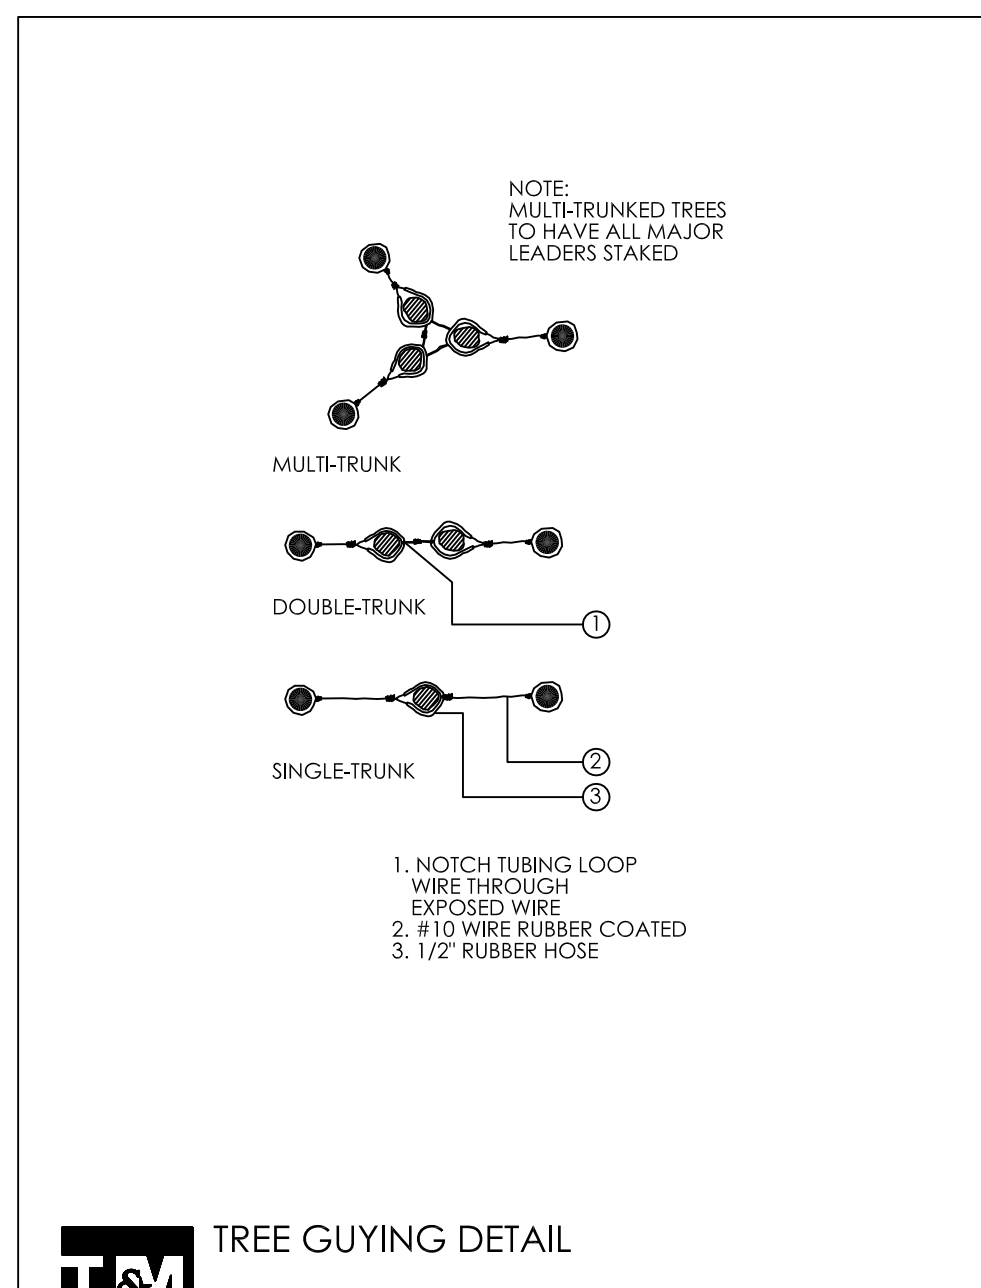 NOTE:
MULTI-TRUNKED TREES
TO HAVE ALL MAJOR
LEADERS STAKED
MULTI-TRUNK
DOUBLE-TRUNK
1
SINGLE-TRUNK
2
3
1. NOTCH TUBING LOOP
WIRE THROUGH
EXPOSED WIRE
2. #10 WIRE RUBBER COATED
3. 1/2" RUBBER HOSE
TREE GUYING DETAIL
T&M